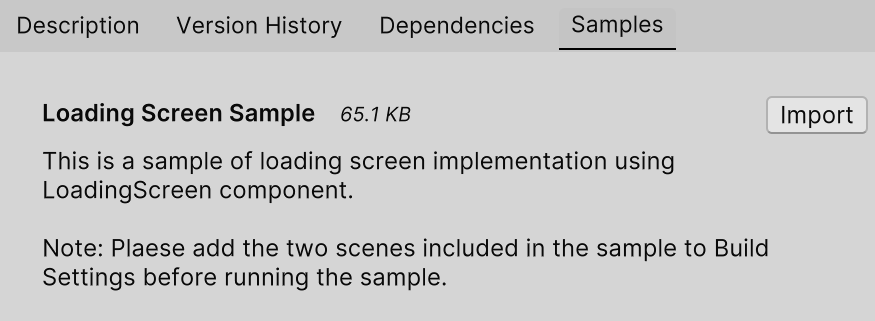 Description Version History Dependencies Samples
Loading Screen Sample 65.1 KB Import
This is a sample of loading screen implementation using
LoadingScreen component.
Note: Plaese add the two scenes included in the sample to Build
Settings before running the sample.